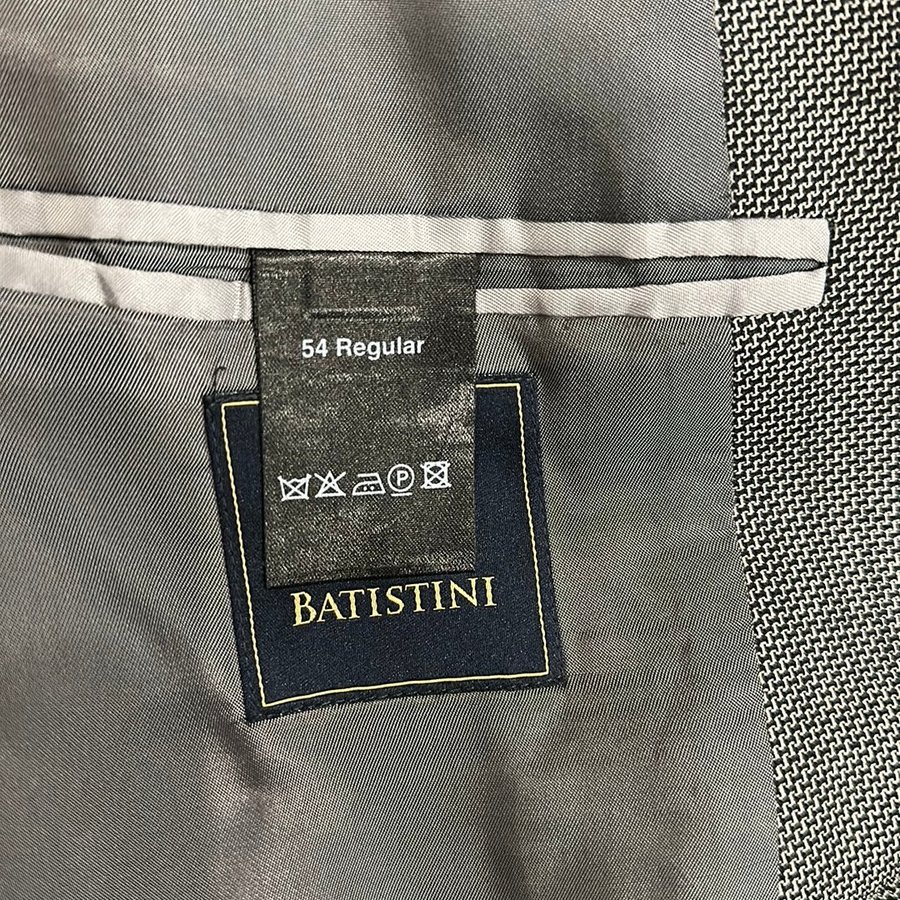 54 Regular
P
BATISTINI